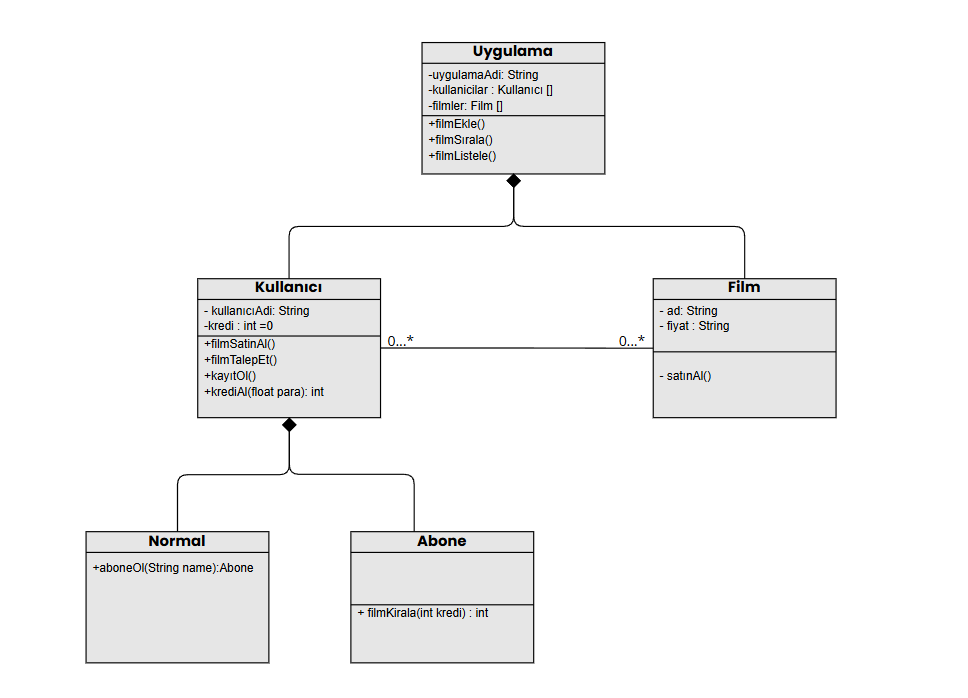 Uygulama
-uygulamaAdi: String
-kullanicilar : Kullanıcı []
-filmler: Film []
+filmEkle()
+filmSırala()
+filmListele()
Kullanıcı
- kullanıcıAdi: String
-kredi : int =0
+filmSatinAl()
+filmTalepEt()
+kayıtOl()
+krediAl(float para): int
0...*
0...*
Film
- ad: String
- fiyat : String
- satınAl()
Normal
+aboneOl(String name):Abone
Abone
+ filmKirala(int kredi) : int